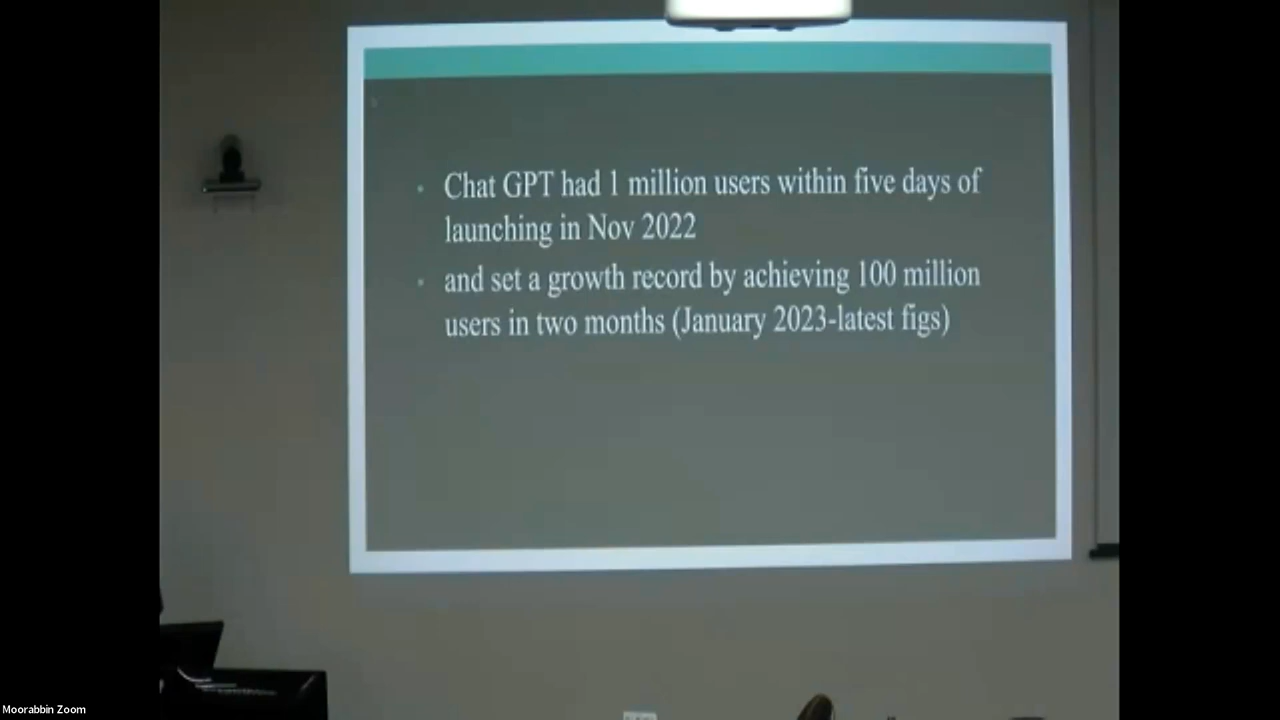 Chat GPT had 1 million users within five days of
launching in Nov 2022
and set a growth record by achieving 100 million
users in two months (January 2023-latest figs)
Moorabbin Zoom